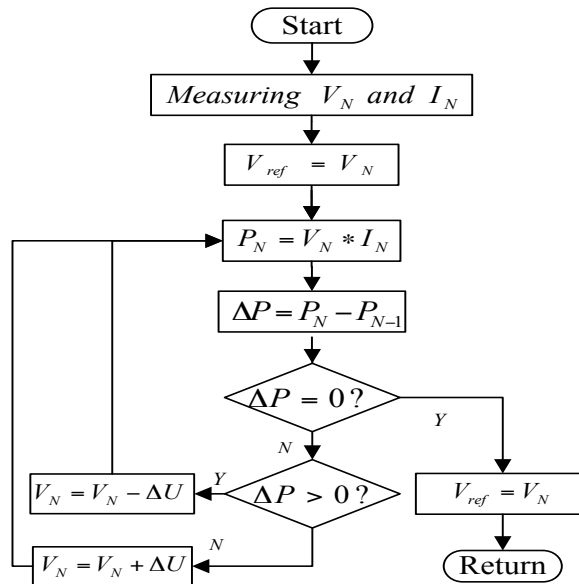 Start
Measuring V_N and I_N
V_ref = V_N
P_N = V_N * I_N
ΔP = P_N − P_{N−1}
ΔP = 0 ?
Y
N
V_N = V_N − ΔU
Y
ΔP > 0 ?
V_ref = V_N
N
V_N = V_N + ΔU
Return